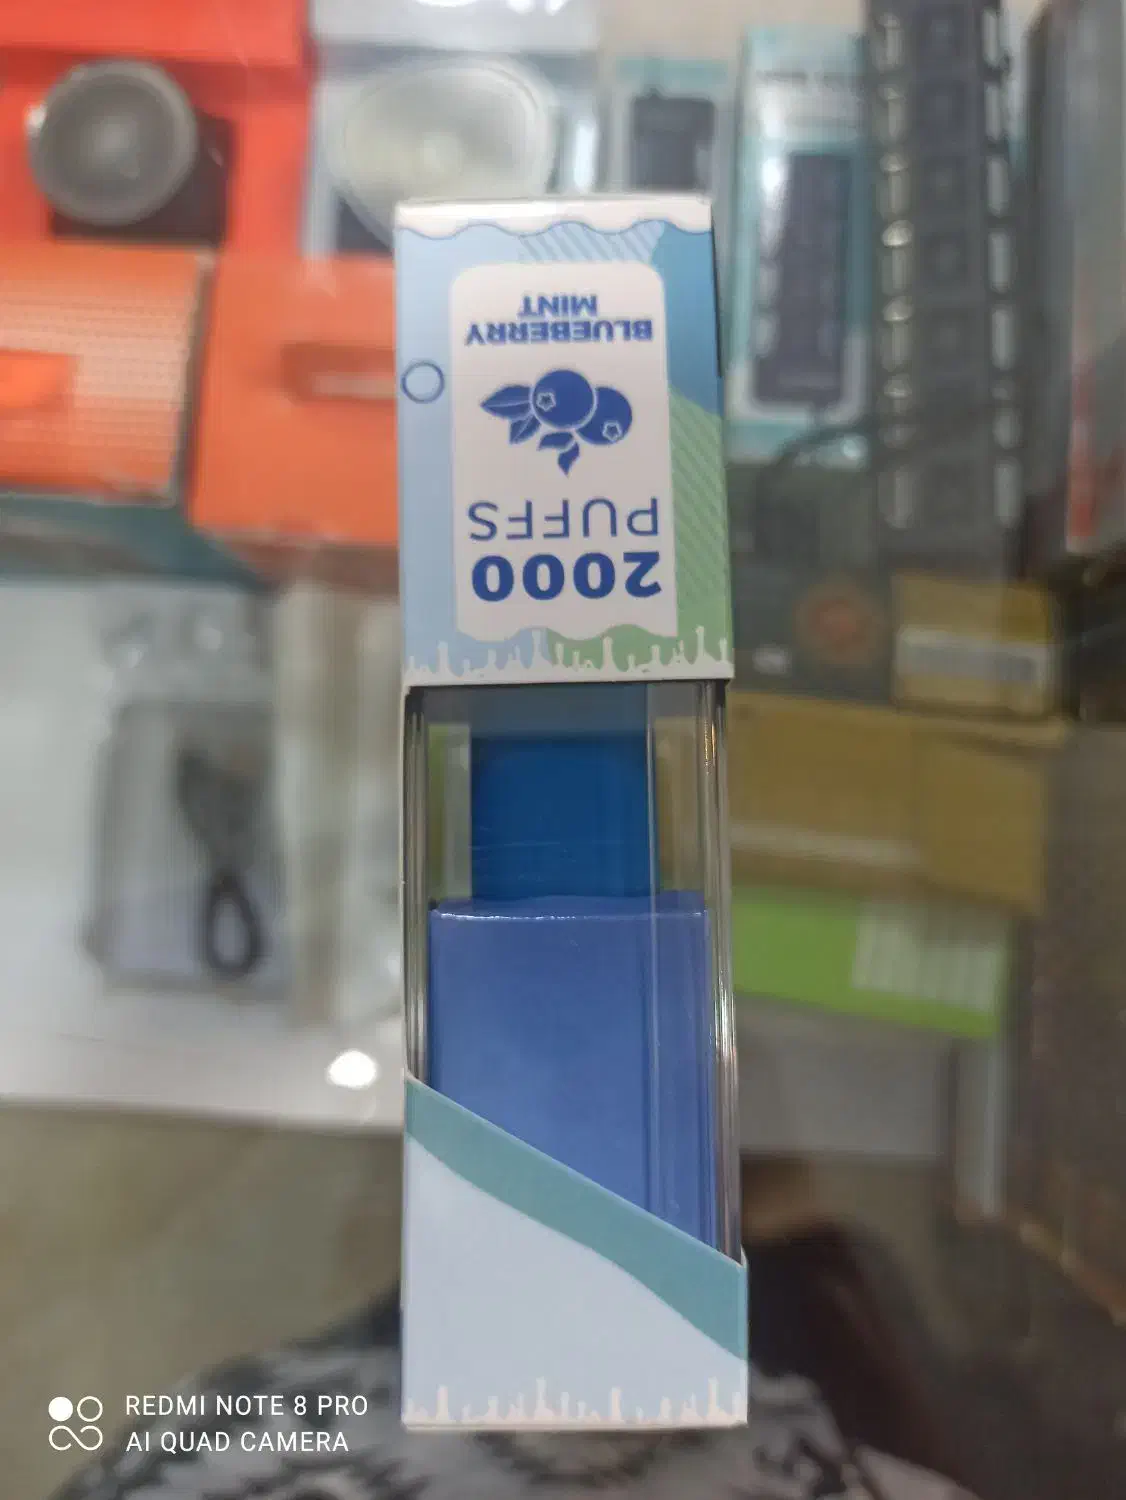 2000
PUFFS
BLUEBERRY
MINT
REDMI NOTE 8 PRO
AI QUAD CAMERA